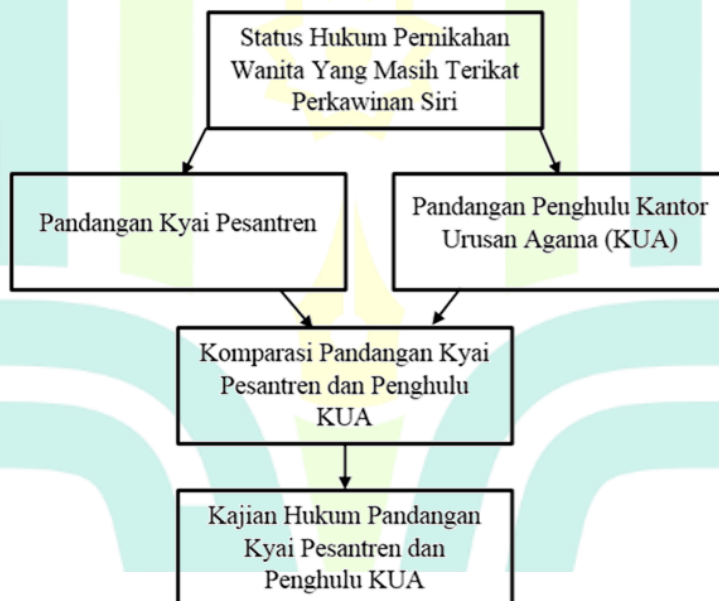 Status Hukum Pernikahan
Wanita Yang Masih Terikat
Perkawinan Siri
Pandangan Kyai Pesantren
Pandangan Penghulu Kantor
Urusan Agama (KUA)
Komparasi Pandangan Kyai
Pesantren dan Penghulu
KUA
Kajian Hukum Pandangan
Kyai Pesantren dan
Penghulu KUA